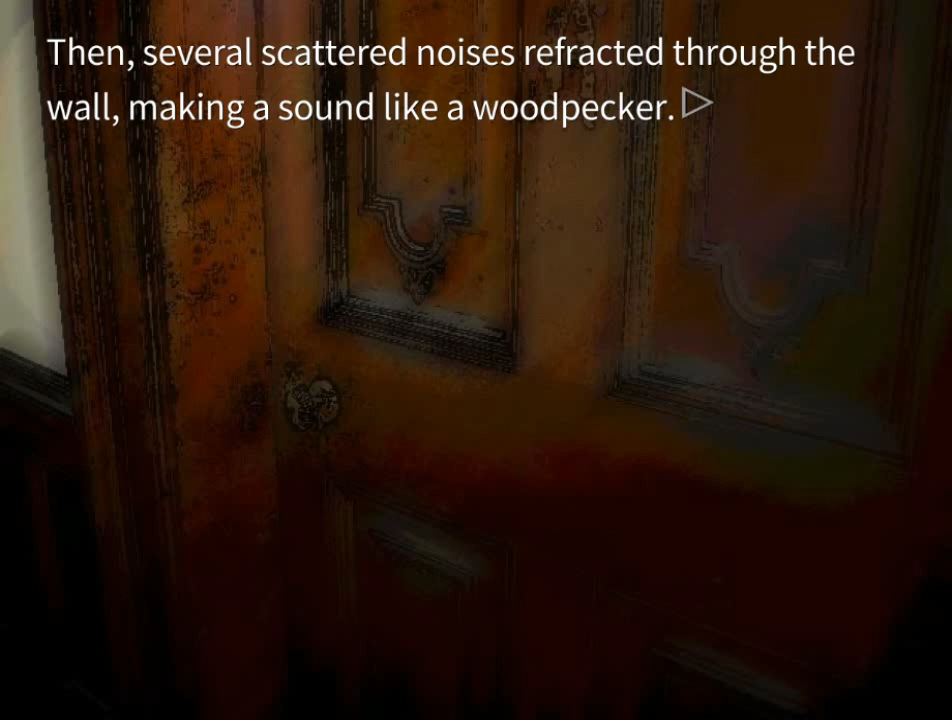 Then, several scattered noises refracted through the
wall, making a sound like a woodpecker.